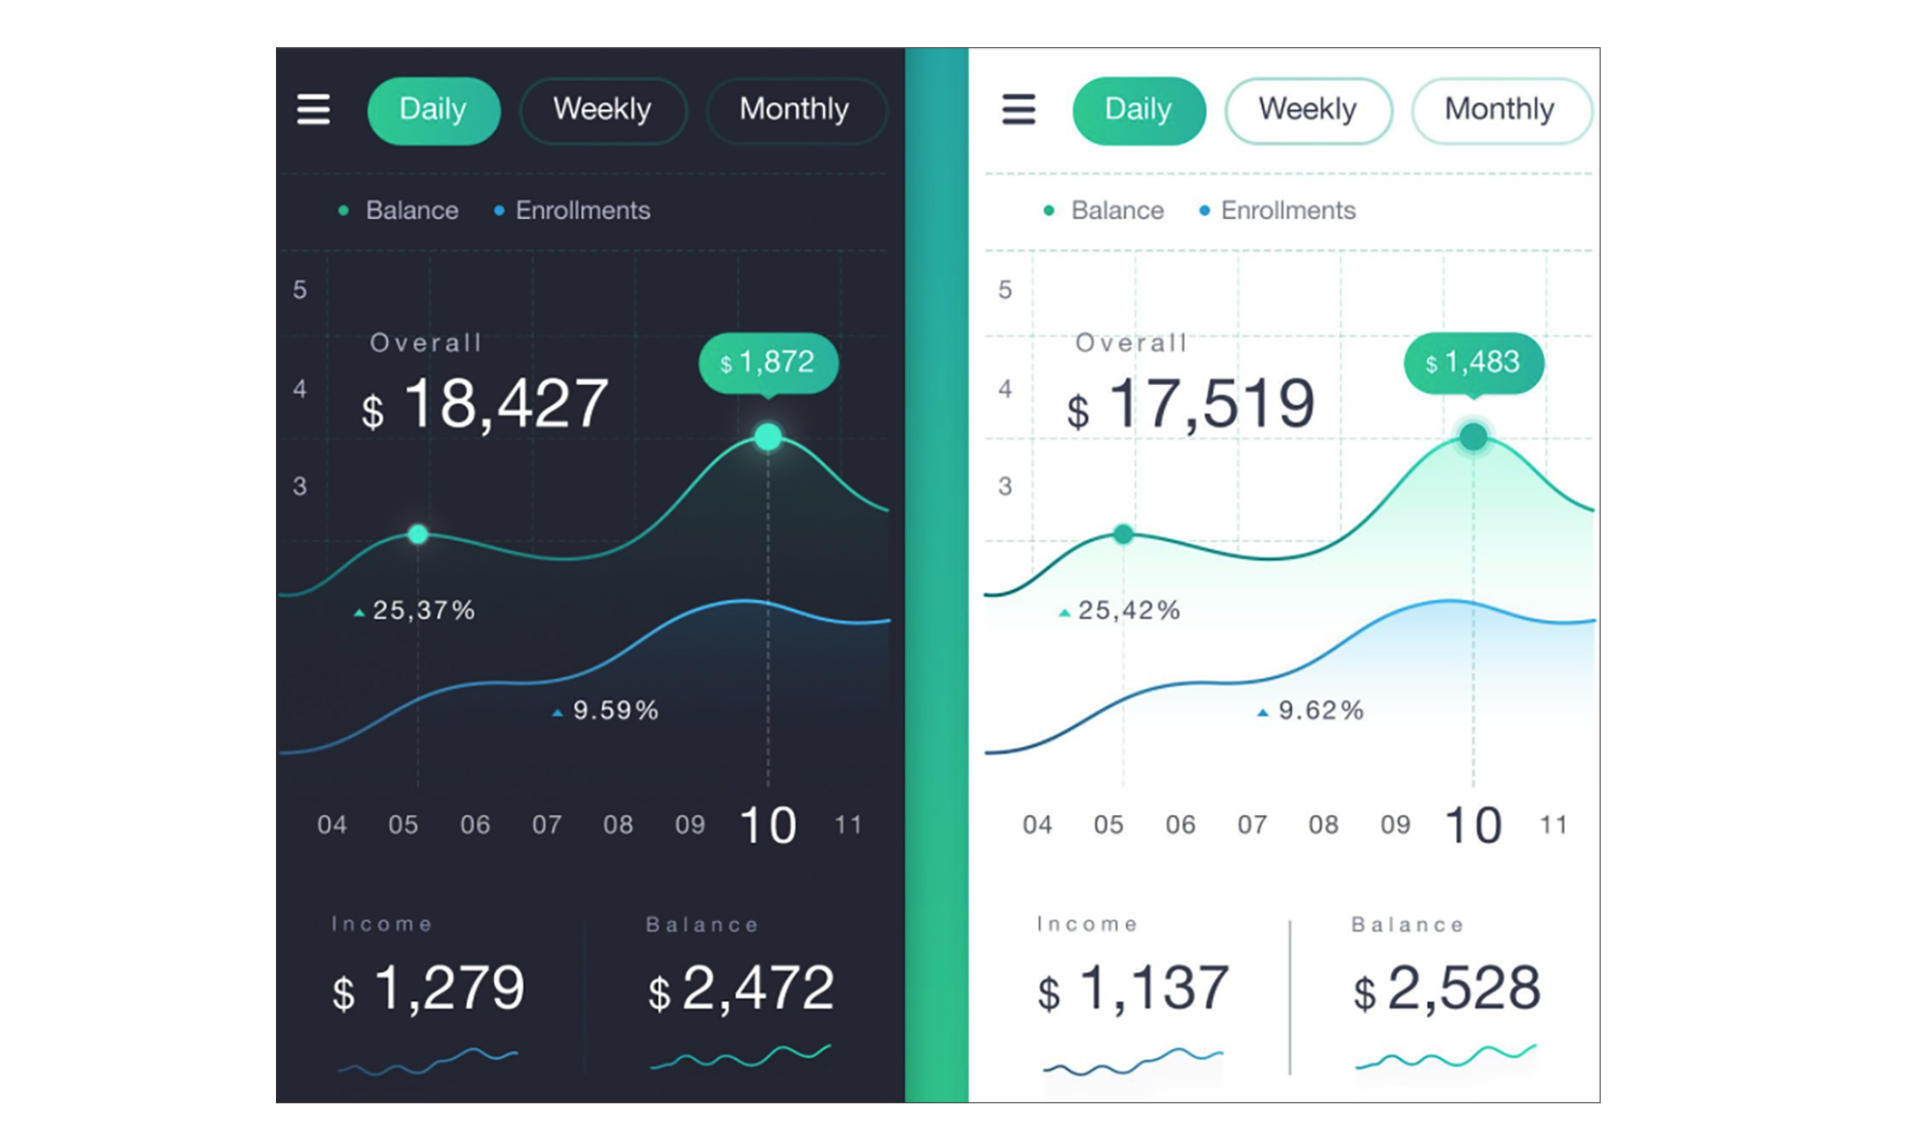 Daily Weekly Monthly
Balance Enrollments
5
Overall
$ 1,872
4
$ 18,427
3
25,37%
9.59%
04 05 06 07 08 09 10 11
Income Balance
$ 1,279 $ 2,472
Daily Weekly Monthly
Balance Enrollments
5
Overall
$ 1,483
4
$ 17,519
3
25,42%
9.62%
04 05 06 07 08 09 10 11
Income Balance
$ 1,137 $ 2,528